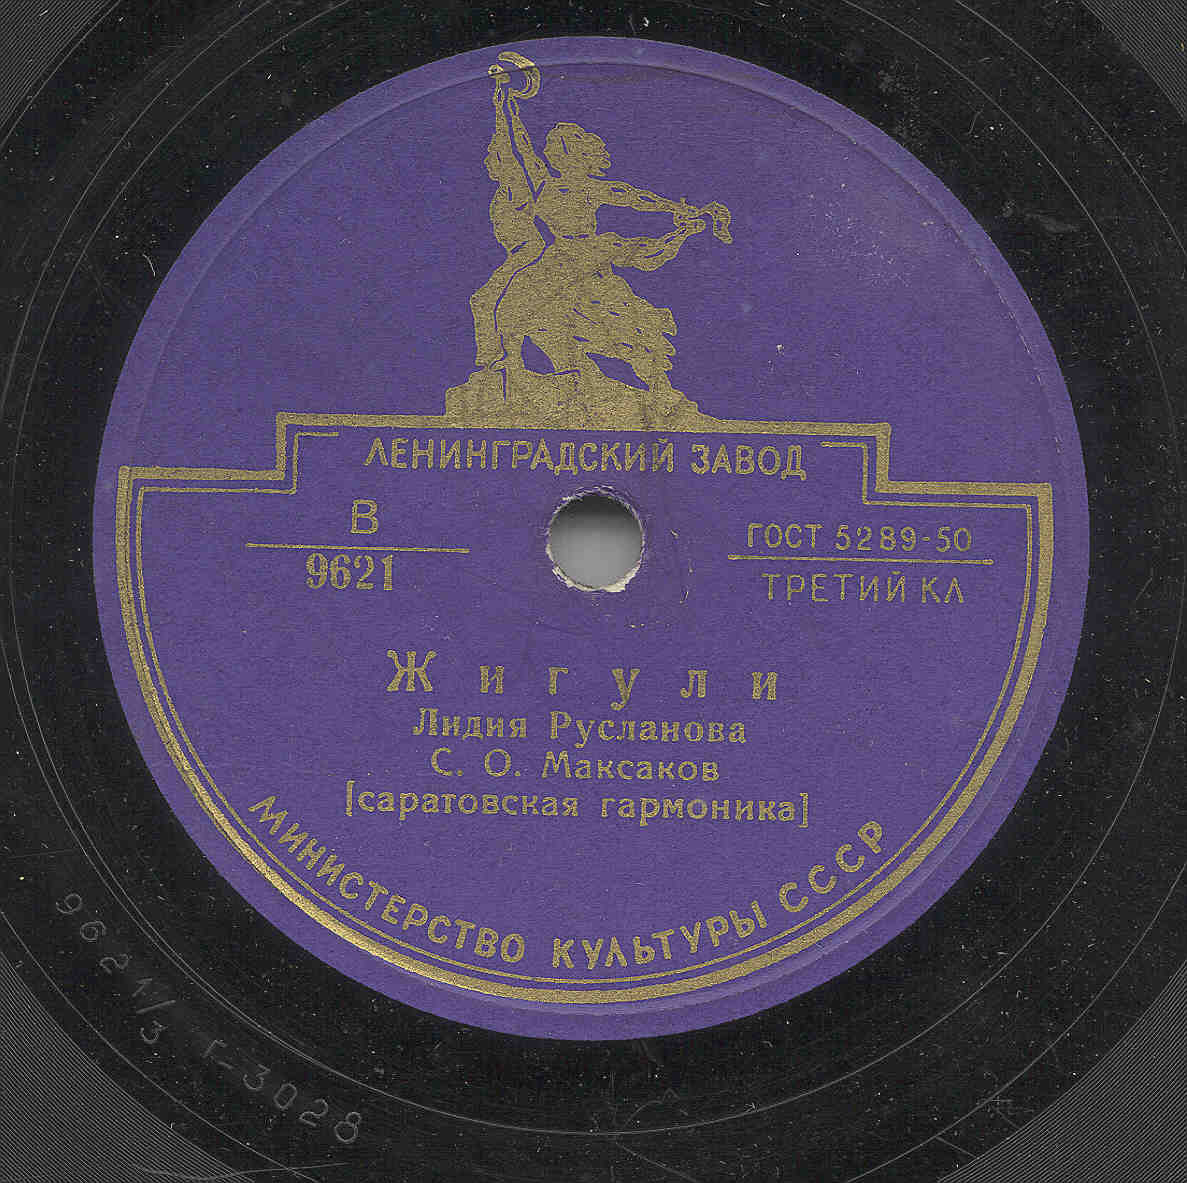 ЛЕНИНГРАДСКИЙ ЗАВОД
В
9621
ГОСТ 5289-50
ТРЕТИЙ КЛ
Жигули
Лидия Русланова
С. О. Максаков
[саратовская гармоника]
МИНИСТЕРСТВО КУЛЬТУРЫ СССР
9621/3 Г-3028